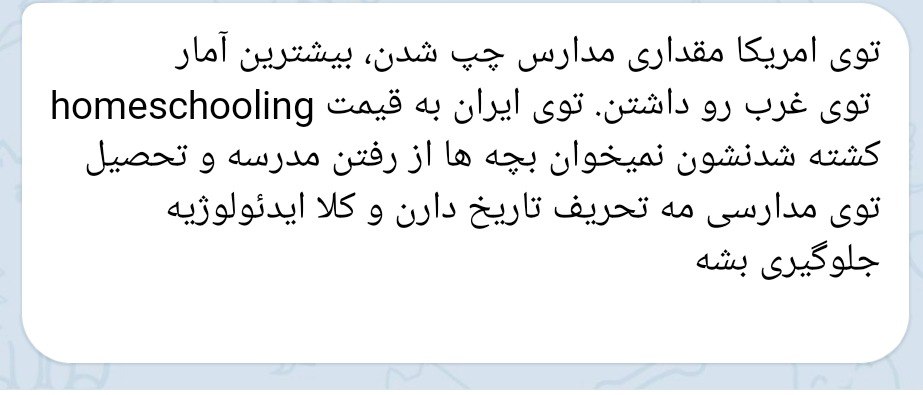 توی امریکا مقداری مدارس چپ شدن، بیشترین آمار
homeschooling توی غرب رو داشتن. توی ایران به قیمت
کشته شدنشون نمیخوان بچه ها از رفتن مدرسه و تحصیل
توی مدارسی مه تحریف تاریخ دارن و کلا ایدئولوژیه
جلوگیری بشه